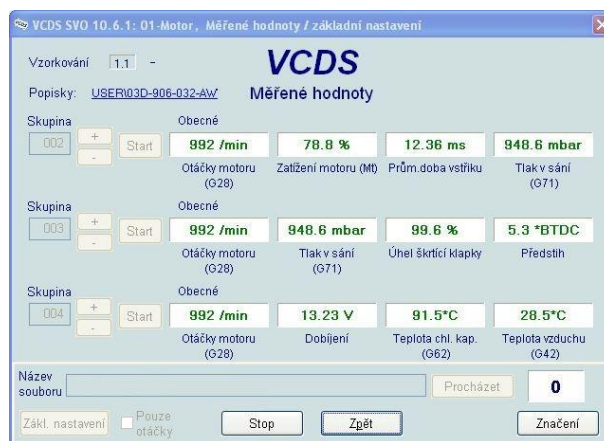 VCDS SVO 10.6.1: 01-Motor, Měřené hodnoty / základní nastavení
Vzorkování 1.1 -
VCDS
Popisky: USER\03D-906-032-AW
Měřené hodnoty
Skupina Obecné
002 + - Start 992 /min 78.8 % 12.36 ms 948.6 mbar
Otáčky motoru Zatížení motoru (Mt) Prům.doba vstřiku Tlak v sání
(G28) (G71)
Skupina Obecné
003 + - Start 992 /min 948.6 mbar 99.6 % 5.3 *BTDC
Otáčky motoru Tlak v sání Úhel škrtící klapky Předstih
(G28) (G71)
Skupina Obecné
004 + - Start 992 /min 13.23 V 91.5*C 28.5*C
Otáčky motoru Dobíjení Teplota chl. kap. Teplota vzduchu
(G28) (G62) (G42)
Název
souboru Procházet 0
Zákl. nastavení Pouze
otáčky Stop Zpět Značení